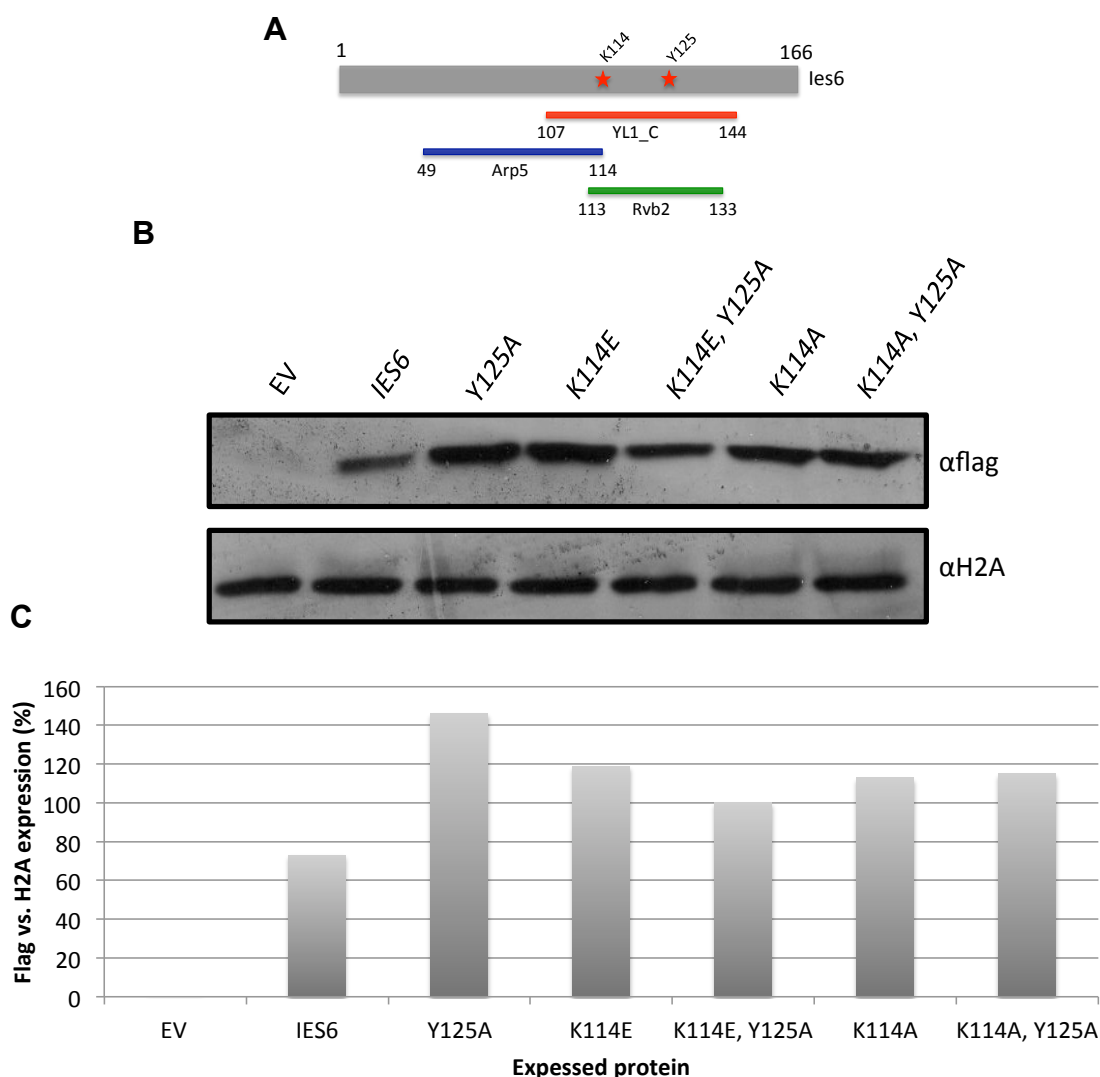 A
1
K114
Y125
166
Ies6
107
YL1_C
144
49
Arp5
114
113
Rvb2
133
B
EV
IES6
Y125A
K114E
K114E, Y125A
K114A
K114A, Y125A
αflag
αH2A
C
Flag vs. H2A expression (%)
160
140
120
100
80
60
40
20
0
EV
IES6
Y125A
K114E
K114E, Y125A
K114A
K114A, Y125A
Expessed protein